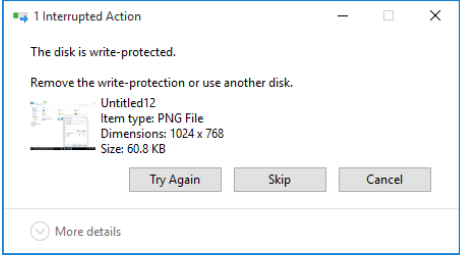 1 Interrupted Action
The disk is write-protected.
Remove the write-protection or use another disk.
Untitled12
Item type: PNG File
Dimensions: 1024 x 768
Size: 60.8 KB
Try Again Skip Cancel
More details